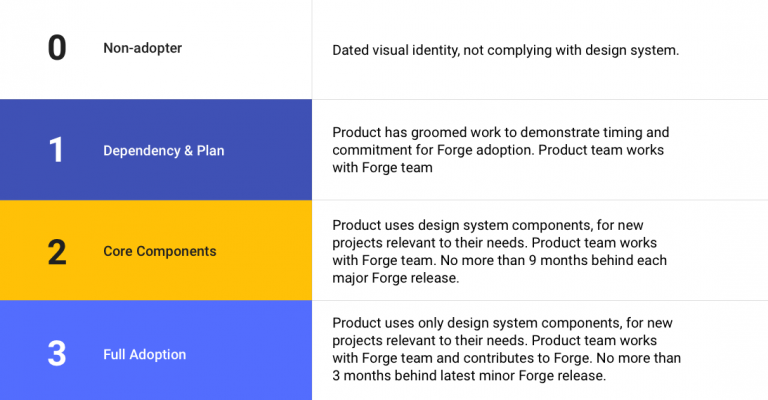 0
Non-adopter
Dated visual identity, not complying with design system.
1
Dependency & Plan
Product has groomed work to demonstrate timing and
commitment for Forge adoption. Product team works
with Forge team
2
Core Components
Product uses design system components, for new
projects relevant to their needs. Product team works
with Forge team. No more than 9 months behind each
major Forge release.
3
Full Adoption
Product uses only design system components, for new
projects relevant to their needs. Product team works
with Forge team and contributes to Forge. No more than
3 months behind latest minor Forge release.